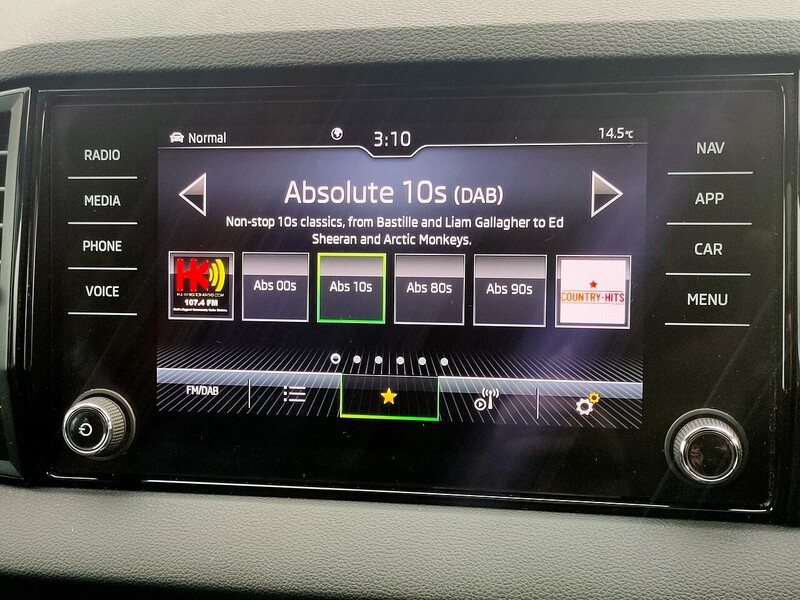 Normal
3:10
14.5°C
RADIO
MEDIA
PHONE
VOICE
NAV
APP
CAR
MENU
Absolute 10s (DAB)
Non-stop 10s classics, from Bastille and Liam Gallagher to Ed
Sheeran and Arctic Monkeys.
HK
107.4 FM
Abs 00s
Abs 10s
Abs 80s
Abs 90s
COUNTRY-HITS
FM/DAB